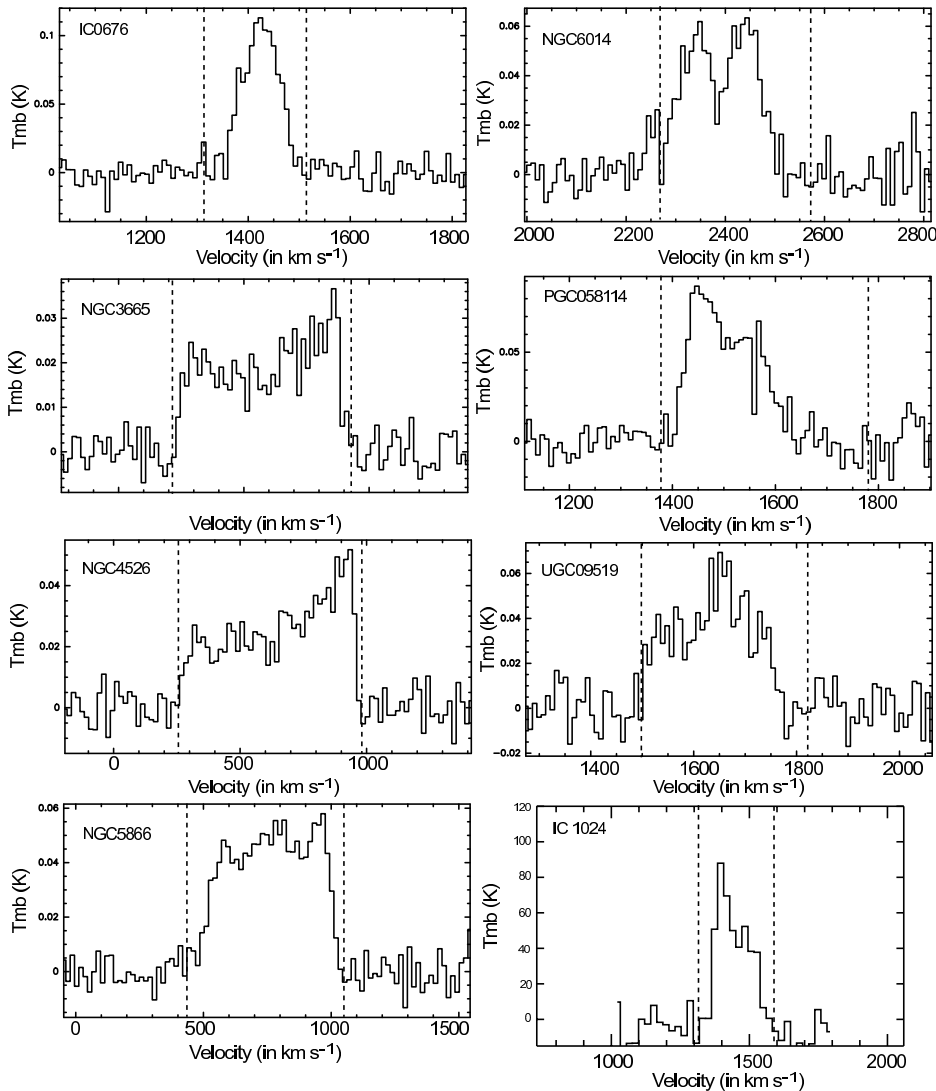 IC0676
Tmb (K)
0.1
0.05
0
1200 1400 1600 1800
Velocity (in km s−1)
NGC6014
Tmb (K)
0.06
0.04
0.02
0
2000 2200 2400 2600 2800
Velocity (in km s−1)
NGC3665
Tmb (K)
0.03
0.02
0.01
0
Velocity (in km s−1)
PGC058114
Tmb (K)
0.05
0
1200 1400 1600 1800
Velocity (in km s−1)
NGC4526
Tmb (K)
0.04
0.02
0
0 500 1000
Velocity (in km s−1)
UGC09519
Tmb (K)
0.06
0.04
0.02
0
−0.02
1400 1600 1800 2000
Velocity (in km s−1)
NGC5866
Tmb (K)
0.06
0.04
0.02
0
0 500 1000 1500
Velocity (in km s−1)
IC 1024
Tmb (K)
120
100
80
60
40
20
0
1000 1500 2000
Velocity (in km s−1)